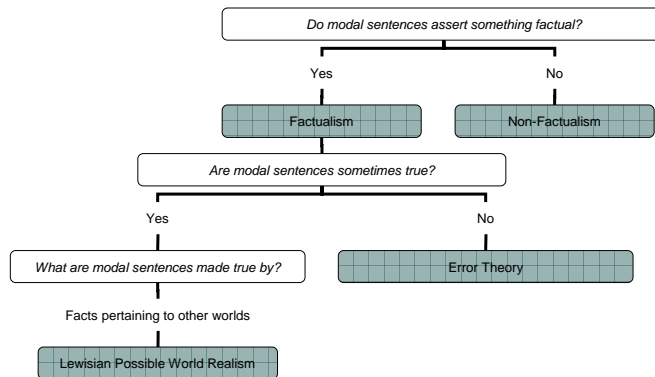 Do modal sentences assert something factual?
Yes
No
Factualism
Non-Factualism
Are modal sentences sometimes true?
Yes
No
What are modal sentences made true by?
Error Theory
Facts pertaining to other worlds
Lewisian Possible World Realism